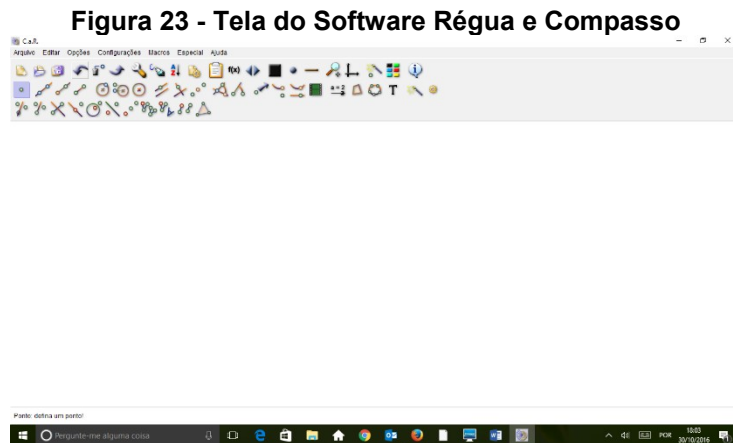 Figura 23 - Tela do Software Régua e Compasso
C.a.R.
Arquivo Editar Opções Configurações Macros Especial Ajuda
f(x)
T
Ponto: defina um ponto!
Pergunte-me alguma coisa
POR
18:03
30/10/2016